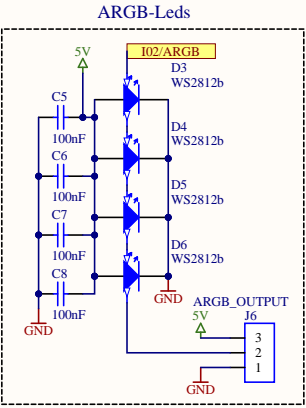 ARGB-Leds
5V
I02/ARGB
D3
WS2812b
C5
100nF
D4
WS2812b
C6
100nF
D5
WS2812b
C7
100nF
D6
WS2812b
C8
100nF
GND
GND
ARGB_OUTPUT
5V
J6
3
2
1
GND